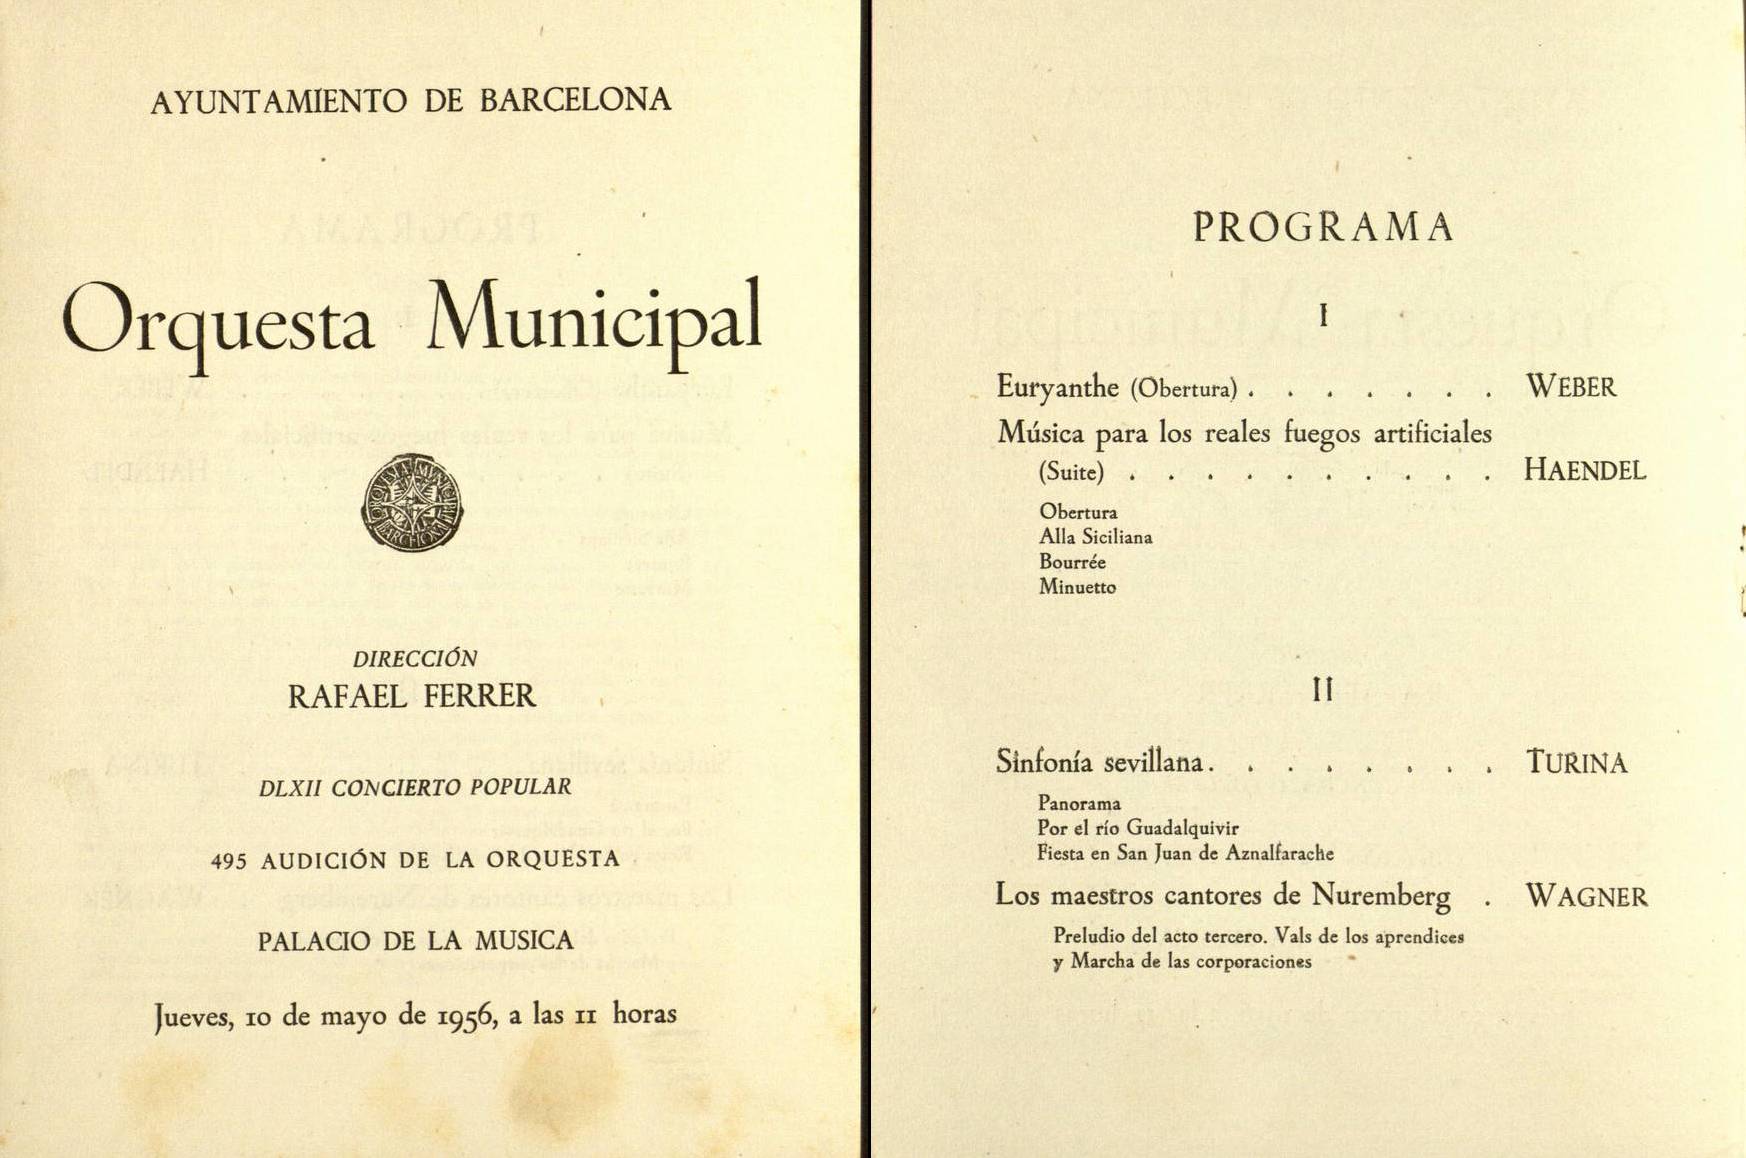 AYUNTAMIENTO DE BARCELONA
Orquesta Municipal
ORQUESTA MUNICIPAL
BARCELONA
DIRECCIÓN
RAFAEL FERRER
DLXII CONCIERTO POPULAR
495 AUDICIÓN DE LA ORQUESTA
PALACIO DE LA MUSICA
Jueves, 10 de mayo de 1956, a las 11 horas
PROGRAMA
I
Euryanthe (Obertura) . . . . . . . WEBER
Música para los reales fuegos artificiales
(Suite) . . . . . . . . . . HAENDEL
Obertura
Alla Siciliana
Bourrée
Minuetto
II
Sinfonía sevillana . . . . . . . . TURINA
Panorama
Por el río Guadalquivir
Fiesta en San Juan de Aznalfarache
Los maestros cantores de Nuremberg . WAGNER
Preludio del acto tercero. Vals de los aprendices
y Marcha de las corporaciones